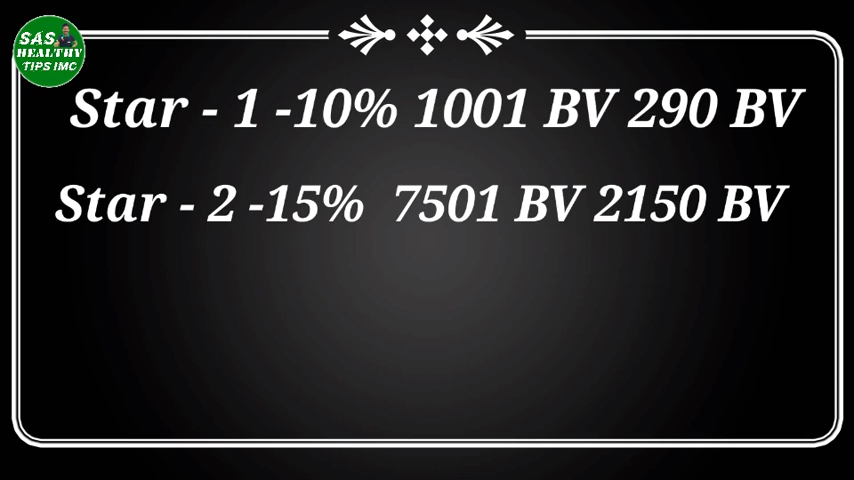 SAS
HEALTHY
TIPS IMC
Star - 1 -10% 1001 BV 290 BV
Star - 2 -15% 7501 BV 2150 BV